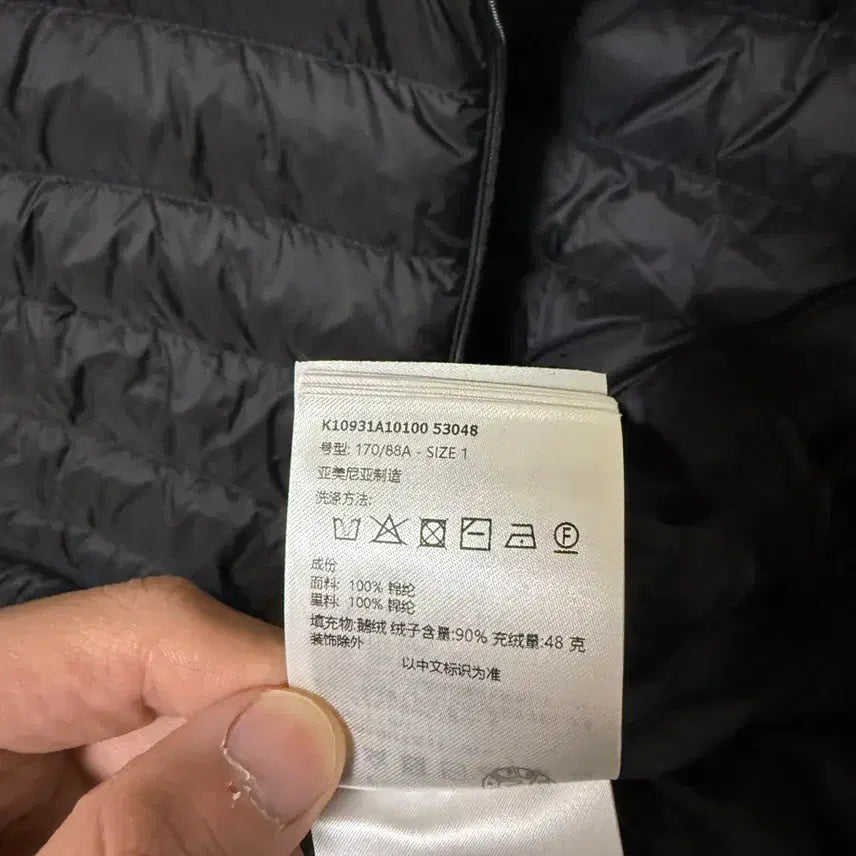 K10931A10100 53048
号型: 170/88A - SIZE 1
亚美尼亚制造
洗涤方法:
F
成份
面料: 100% 锦纶
里料: 100% 锦纶
填充物:鹅绒 绒子含量:90% 充绒量:48 克
装饰除外
以中文标识为准